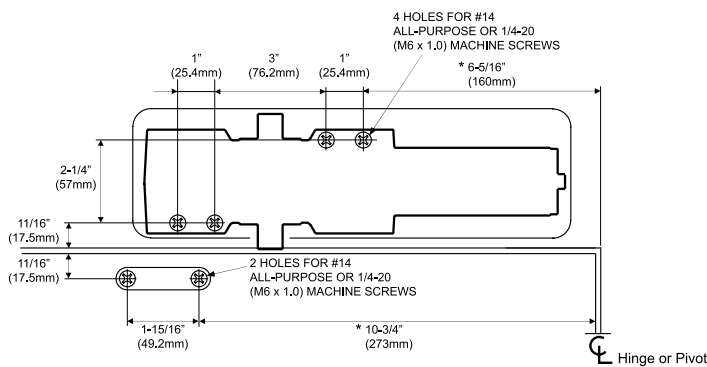 4 HOLES FOR #14
ALL-PURPOSE OR 1/4-20
(M6 x 1.0) MACHINE SCREWS
1”
(25.4mm)
3”
(76.2mm)
1”
(25.4mm)
* 6-5/16”
(160mm)
2-1/4”
(57mm)
11/16”
(17.5mm)
11/16”
(17.5mm)
2 HOLES FOR #14
ALL-PURPOSE OR 1/4-20
(M6 x 1.0) MACHINE SCREWS
1-15/16”
(49.2mm)
* 10-3/4”
(273mm)
CL Hinge or Pivot